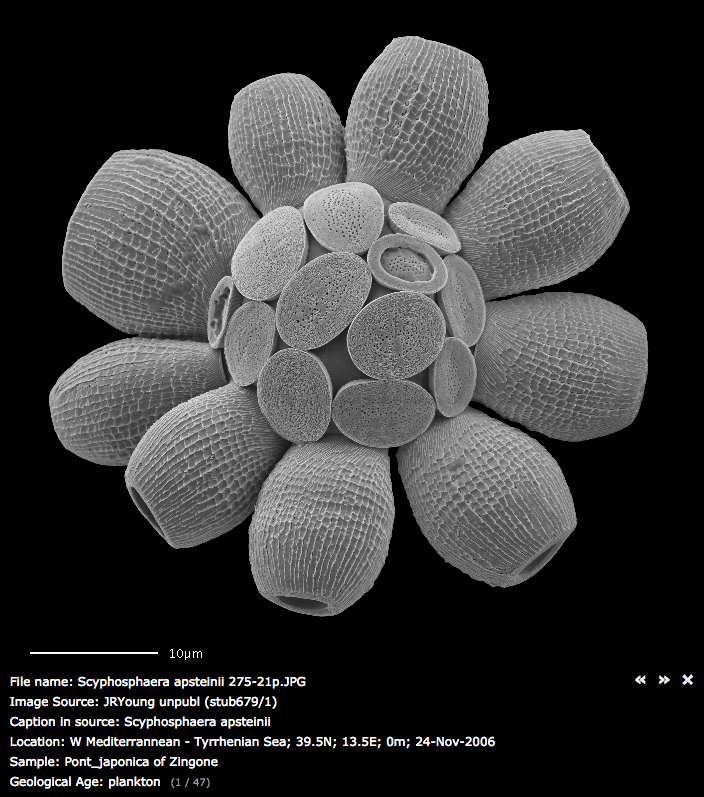 10µm
File name: Scyphosphaera apsteinii 275-21p.JPG
Image Source: JRYoung unpubl (stub679/1)
Caption in source: Scyphosphaera apsteinii
Location: W Mediterrannean - Tyrrhenian Sea; 39.5N; 13.5E; 0m; 24-Nov-2006
Sample: Pont_japonica of Zingone
Geological Age: plankton (1 / 47)